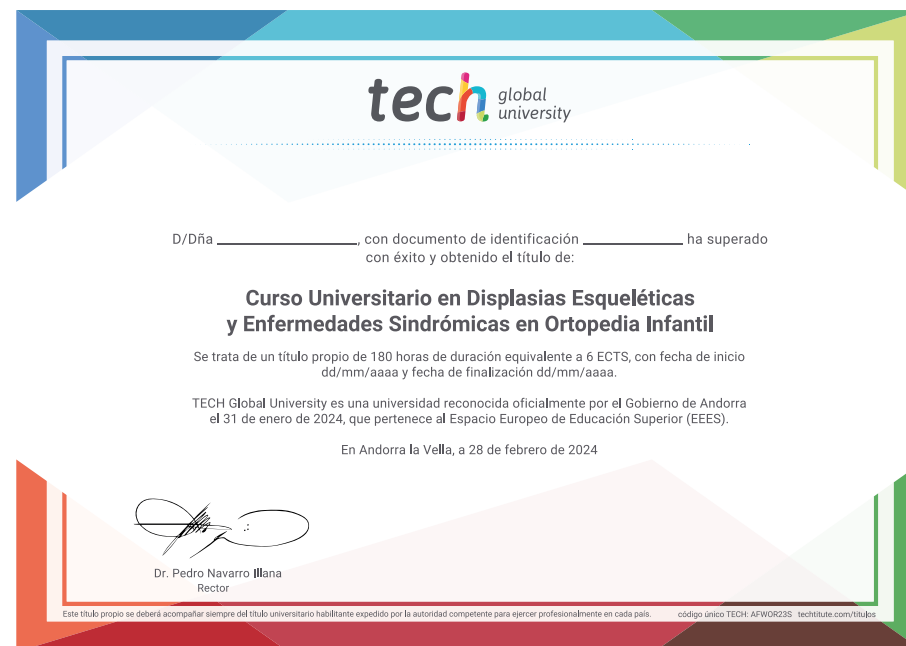 tech global university
D/Dña ______________, con documento de identificación __________ ha superado
con éxito y obtenido el título de:
Curso Universitario en Displasias Esqueléticas
y Enfermedades Sindrómicas en Ortopedia Infantil
Se trata de un título propio de 180 horas de duración equivalente a 6 ECTS, con fecha de inicio
dd/mm/aaaa y fecha de finalización dd/mm/aaaa.
TECH Global University es una universidad reconocida oficialmente por el Gobierno de Andorra
el 31 de enero de 2024, que pertenece al Espacio Europeo de Educación Superior (EEES).
En Andorra la Vella, a 28 de febrero de 2024
Dr. Pedro Navarro Illana
Rector
Este título propio se deberá acompañar siempre del título universitario habilitante expedido por la autoridad competente para ejercer profesionalmente en cada país. código único TECH: AFWOR23S techtitute.com/titulos